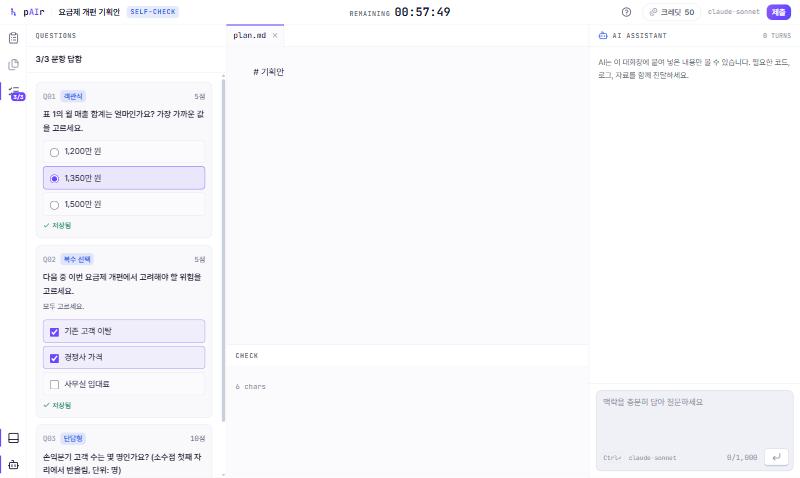 pAIr
요금제 개편 기획안
SELF-CHECK
REMAINING 00:57:49
크레딧 50
claude-sonnet
제출
QUESTIONS
3/3 문항 답함
3/3
Q01 객관식 5점
표 1의 월 매출 합계는 얼마인가요? 가장 가까운 값
을 고르세요.
1,200만 원
1,350만 원
1,500만 원
✓ 저장됨
Q02 복수 선택 5점
다음 중 이번 요금제 개편에서 고려해야 할 위험을
고르세요.
모두 고르세요.
기존 고객 이탈
경쟁사 가격
사무실 임대료
✓ 저장됨
Q03 단답형 10점
손익분기 고객 수는 몇 명인가요? (소수점 첫째 자
리에서 반올림, 단위: 명)
plan.md ×
# 기획안
CHECK
6 chars
AI ASSISTANT
0 TURNS
AI는 이 대화창에 붙여 넣은 내용만 볼 수 있습니다. 필요한 코드,
로그, 자료를 함께 전달하세요.
맥락을 충분히 담아 질문하세요
Ctrl↵ claude-sonnet 0/1,000